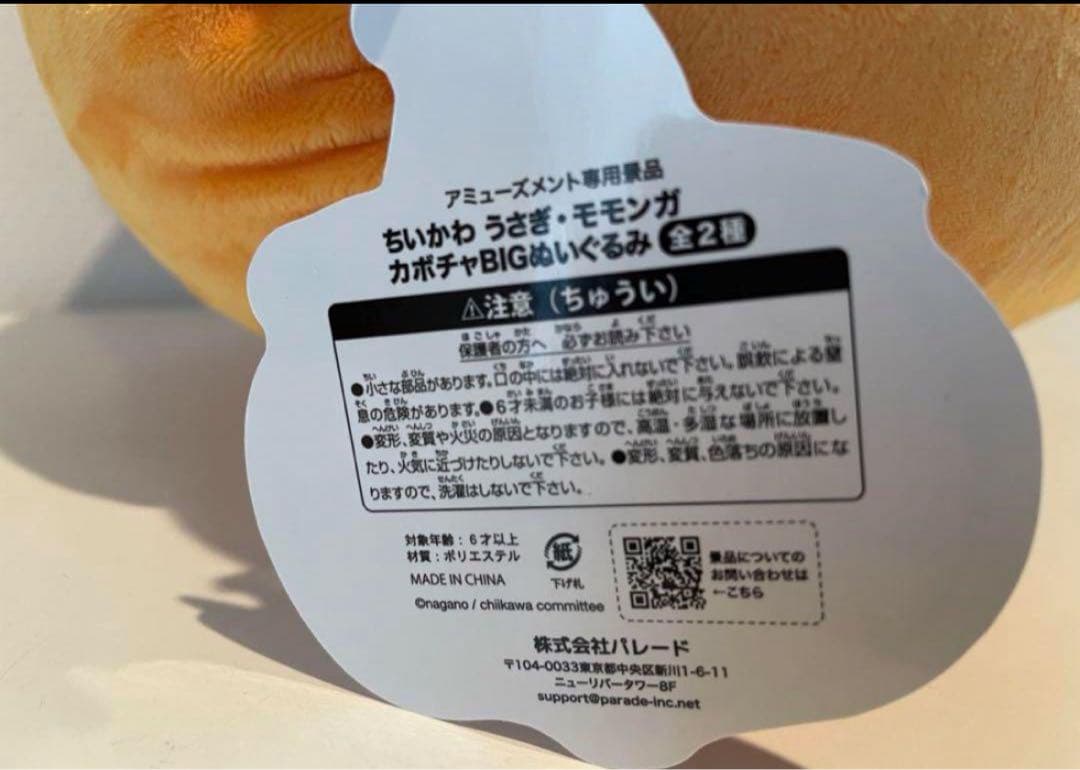 アミューズメント専用景品
ちいかわ うさぎ・モモンガ
カボチャBIGぬいぐるみ 全2種
⚠注意（ちゅうい）
保護者の方へ 必ずお読み下さい
●小さな部品があります。口の中には絶対に入れないで下さい。誤飲による窒
息の危険があります。●6才未満のお子様には絶対に与えないで下さい。
●変形、変質や火災の原因となりますので、高温・多湿な場所に放置し
たり、火気に近づけたりしないで下さい。●変形、変質、色落ちの原因にな
りますので、洗濯はしないで下さい。
対象年齢：6才以上
材質：ポリエステル
MADE IN CHINA
紙
下げ札
©nagano / chiikawa committee
景品についての
お問い合わせは
←こちら
株式会社パレード
〒104-0033東京都中央区新川1-6-11
ニューリバータワー8F
support@parade-inc.net